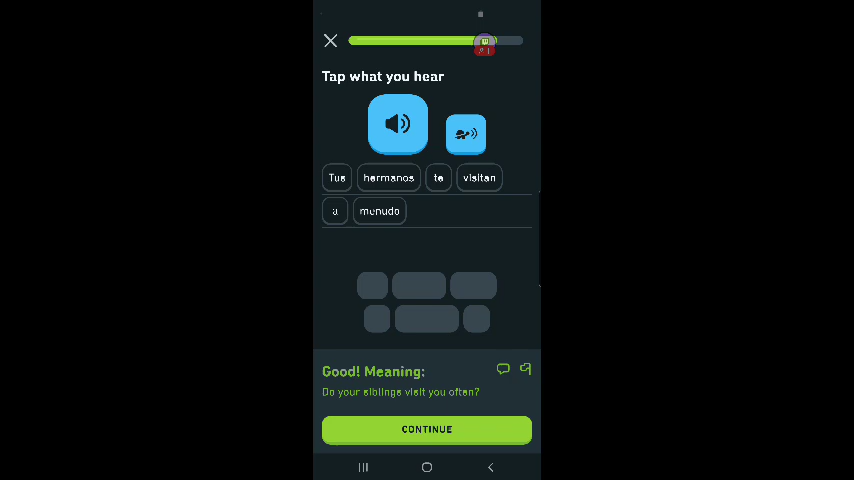 Tap what you hear
Tus hermanos te visitan
a menudo
Good! Meaning:
Do your siblings visit you often?
CONTINUE